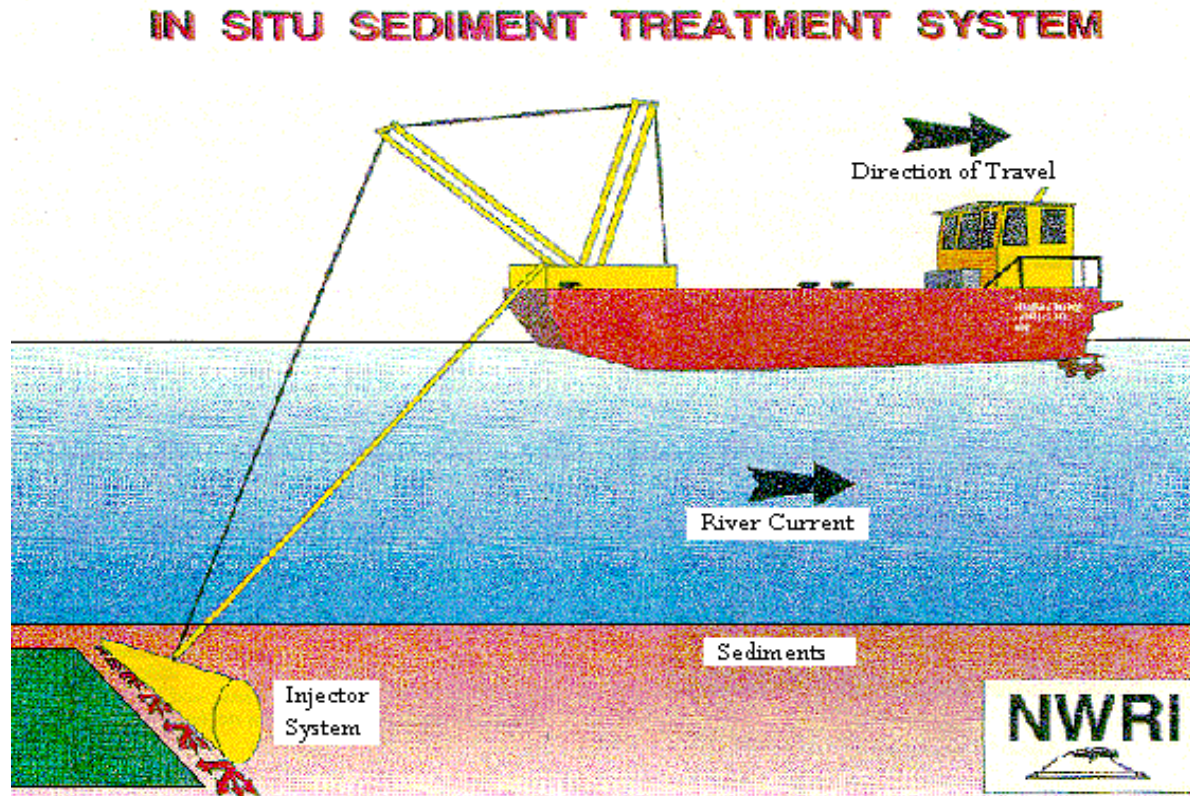 IN SITU SEDIMENT TREATMENT SYSTEM
Direction of Travel
River Current
Sediments
Injector
System
NWRI